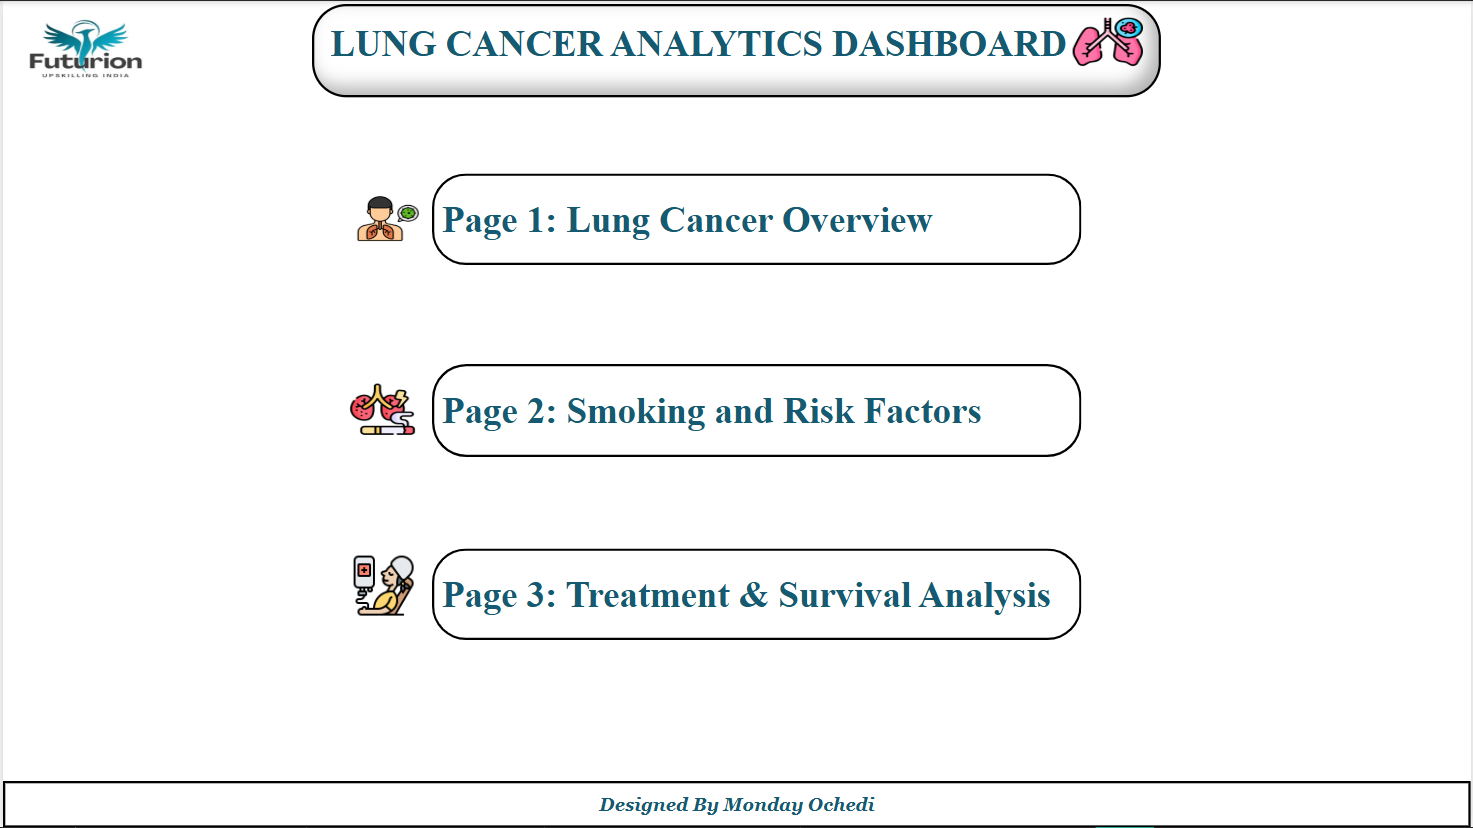 Futurion
UPSKILLING INDIA
LUNG CANCER ANALYTICS DASHBOARD
Page 1: Lung Cancer Overview
Page 2: Smoking and Risk Factors
Page 3: Treatment & Survival Analysis
Designed By Monday Ochedi